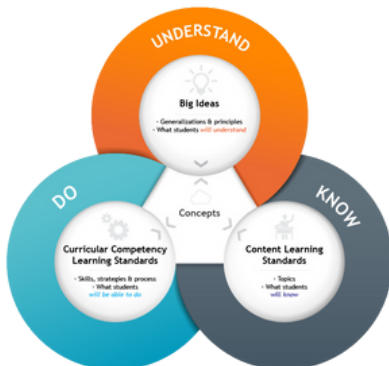 UNDERSTAND
Big Ideas
- Generalizations & principles
- What students will understand
DO
KNOW
Concepts
Curricular Competency
Learning Standards
- Skills, strategies & process
- What students
will be able to do
Content Learning
Standards
- Topics
- What students
will know